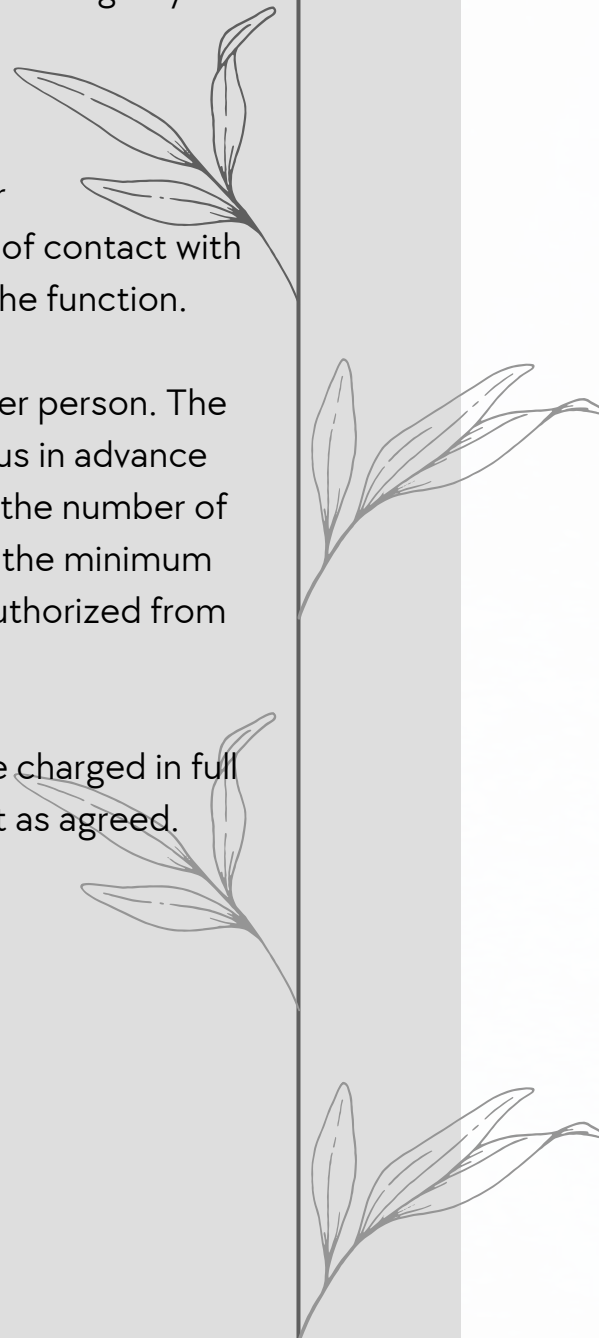 of contact with
he function.
er person. The
us in advance
the number of
the minimum
uthorized from
e charged in full
t as agreed.